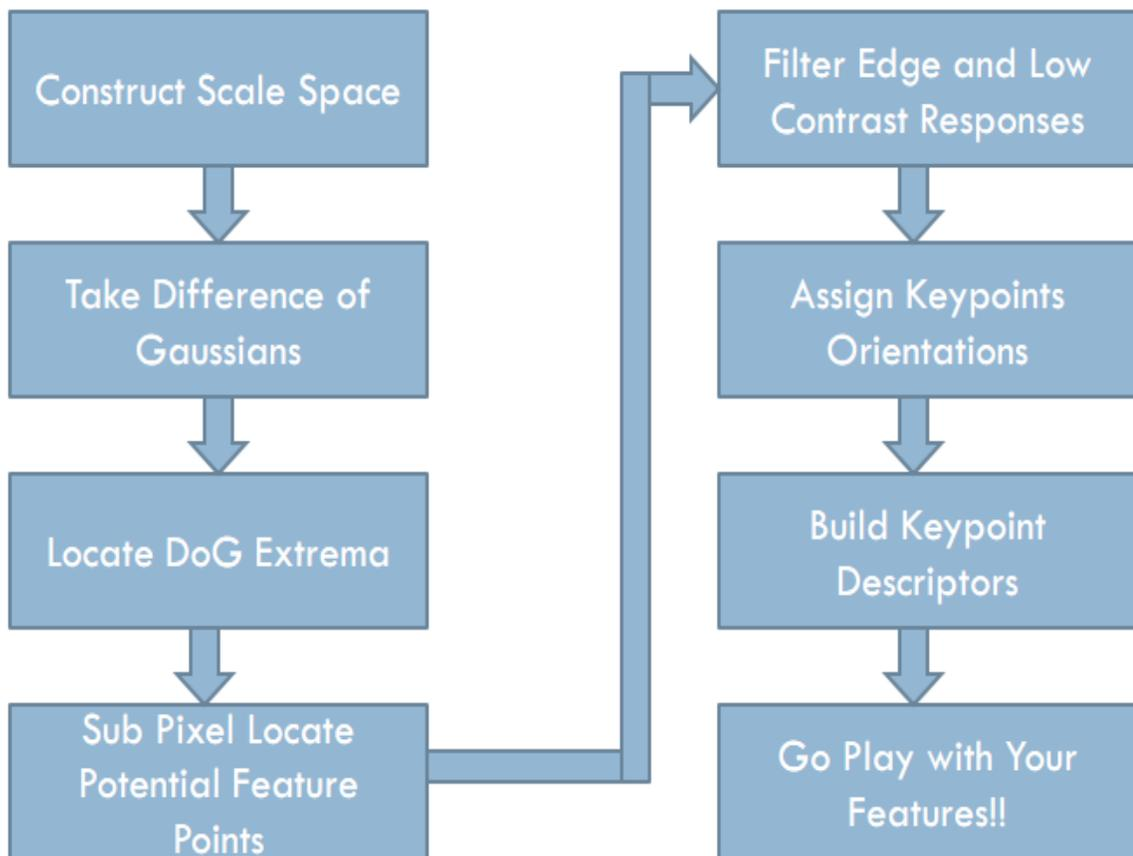 Construct Scale Space
Take Difference of
Gaussians
Locate DoG Extrema
Sub Pixel Locate
Potential Feature
Points
Filter Edge and Low
Contrast Responses
Assign Keypoints
Orientations
Build Keypoint
Descriptors
Go Play with Your
Features!!